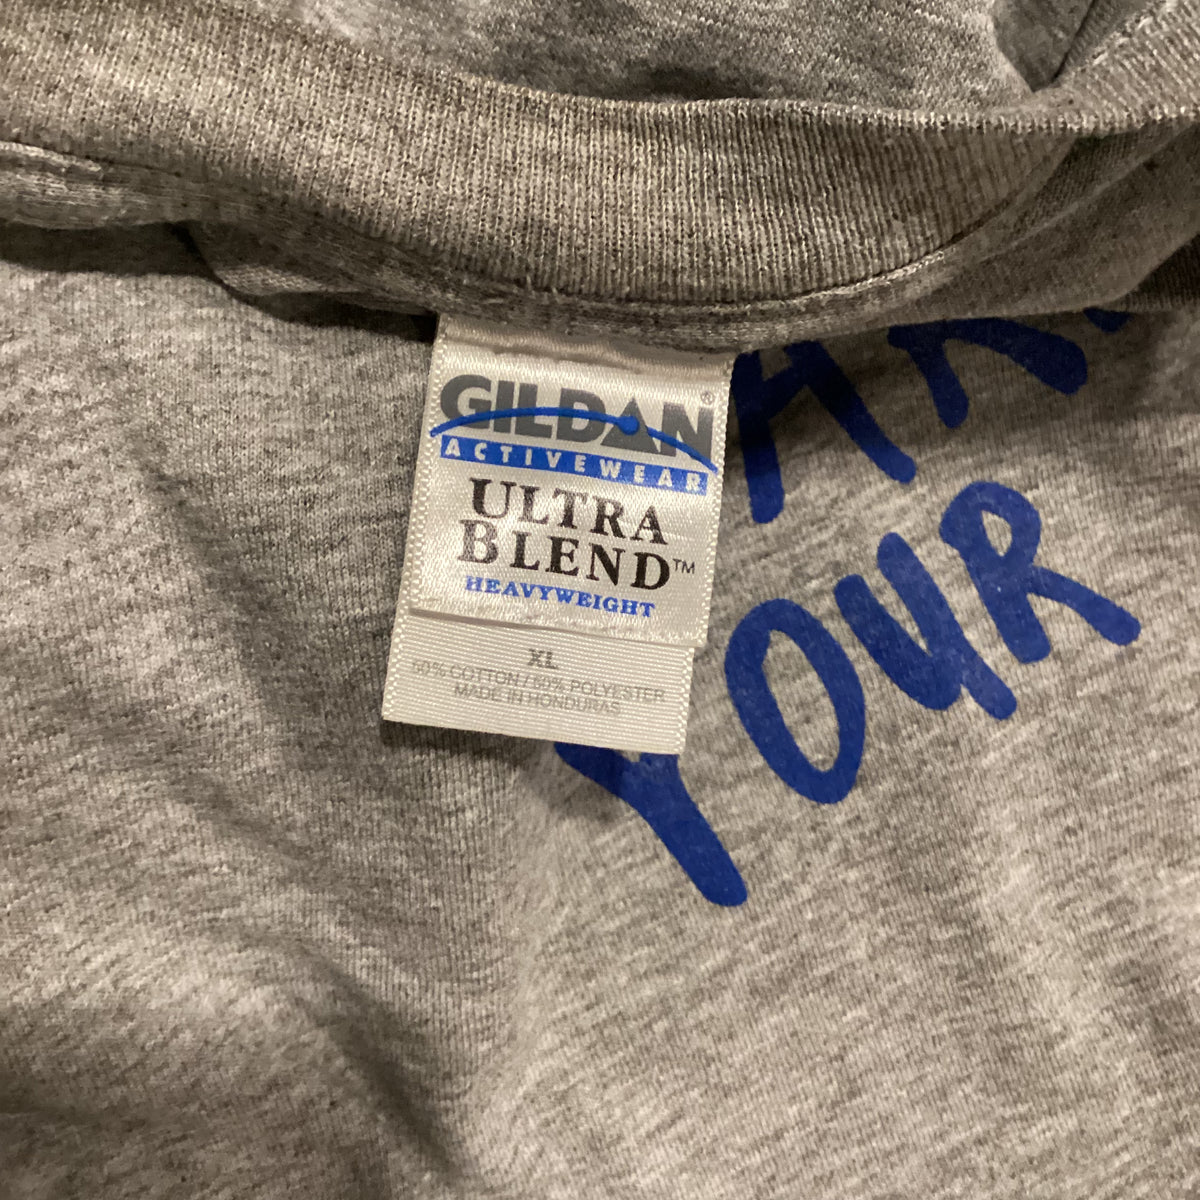 GILDAN®
ACTIVEWEAR
ULTRA
BLEND™
HEAVYWEIGHT
XL
50% COTTON / 50% POLYESTER
MADE IN HONDURAS
YOUR